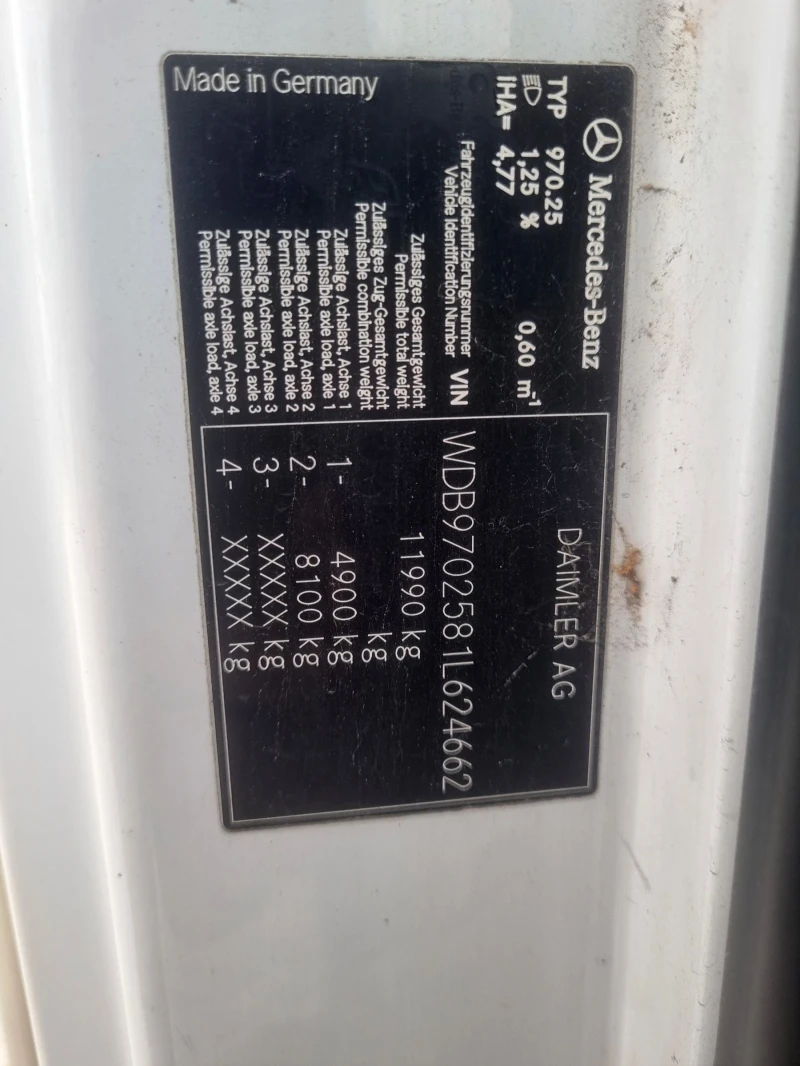 Mercedes-Benz
DAIMLER AG
TYP 970.25
1,25 % 0,60 m⁻¹
IHA= 4,77
Fahrzeugidentifizierungsnummer
Vehicle Identification Number VIN WDB9702581L624662
Zulässiges Gesamtgewicht
Permissible total weight 11990 kg
Zulässiges Zug-Gesamtgewicht
Permissible combination weight kg
Zulässige Achslast, Achse 1
Permissible axle load, axle 1 1- 4900 kg
Zulässige Achslast, Achse 2
Permissible axle load, axle 2 2- 8100 kg
Zulässige Achslast, Achse 3
Permissible axle load, axle 3 3- XXXXX kg
Zulässige Achslast, Achse 4
Permissible axle load, axle 4 4- XXXXX kg
Made in Germany